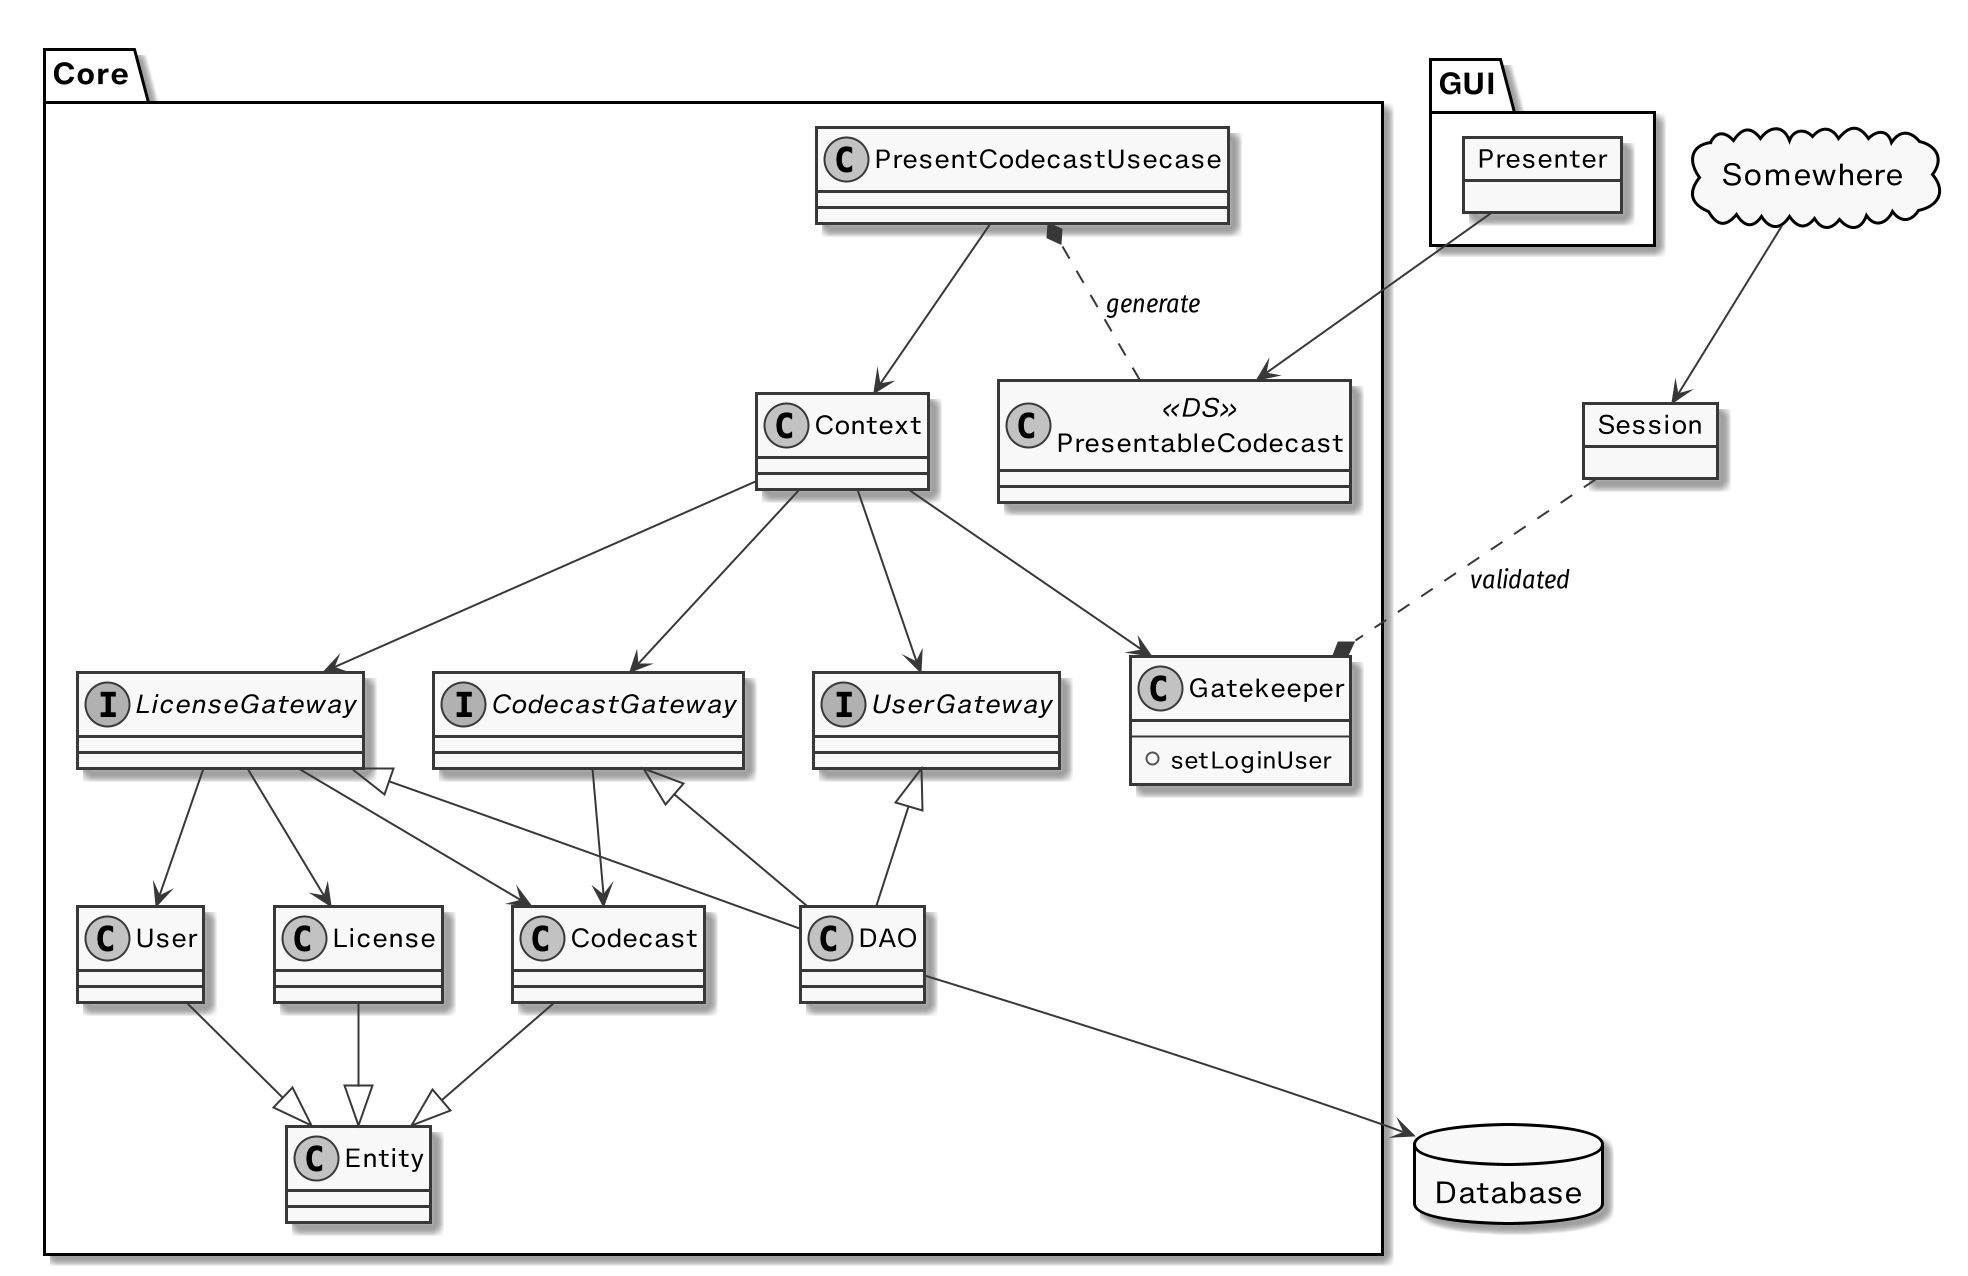 Core
GUI
C PresentCodecastUsecase
Presenter
Somewhere
generate
C Context
«DS»
C PresentableCodecast
Session
validated
I LicenseGateway
I CodecastGateway
I UserGateway
C Gatekeeper
setLoginUser
C User
C License
C Codecast
C DAO
C Entity
Database